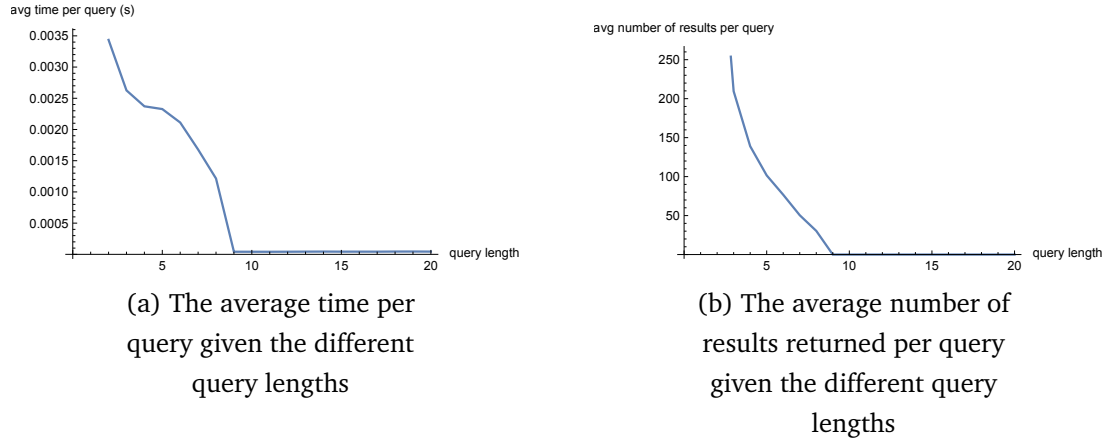 avg time per query (s)
0.0035
0.0030
0.0025
0.0020
0.0015
0.0010
0.0005
5 10 15 20
query length
(a) The average time per
query given the different
query lengths
avg number of results per query
250
200
150
100
50
5 10 15 20
query length
(b) The average number of
results returned per query
given the different query
lengths